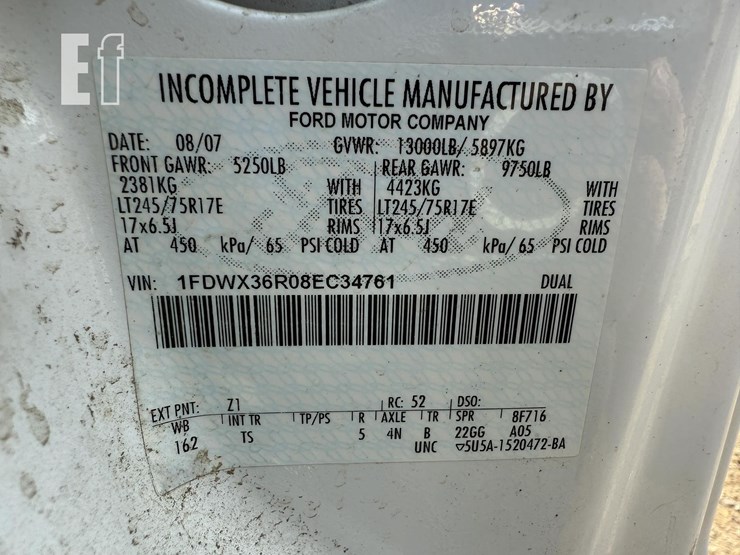 Ef
INCOMPLETE VEHICLE MANUFACTURED BY
FORD MOTOR COMPANY
DATE: 08/07 GVWR: 13000LB/ 5897KG
FRONT GAWR: 5250LB REAR GAWR: 9750LB
2381KG WITH 4423KG WITH
LT245/75R17E TIRES LT245/75R17E TIRES
17x6.5J RIMS 17x6.5J RIMS
AT 450 kPa/ 65 PSI COLD AT 450 kPa/ 65 PSI COLD
VIN: 1FDWX36R08EC34761 DUAL
EXT PNT: Z1 RC: 52 DSO:
WB INT TR TP/PS R AXLE TR SPR 8F716
162 TS 5 4N B 22GG A05
UNC ▽5U5A-1520472-BA